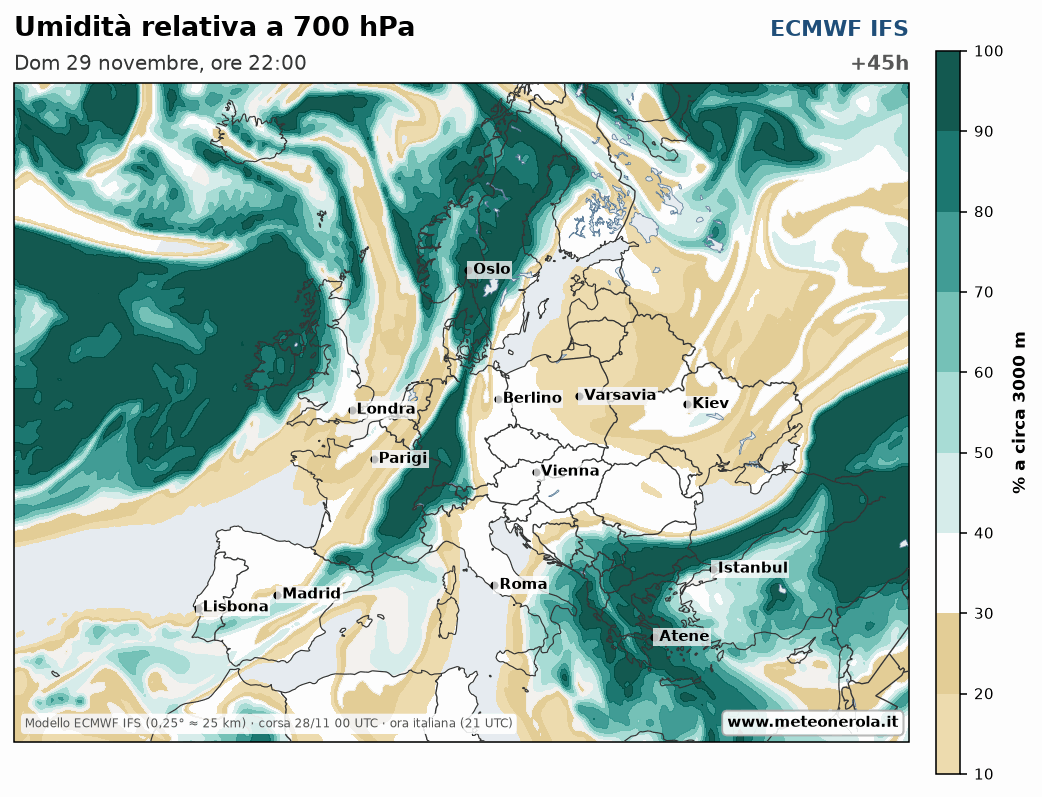 Umidità relativa a 700 hPa
ECMWF IFS
Dom 29 novembre, ore 22:00
+45h
100
90
80
70
60
50
40
30
20
10
% a circa 3000 m
Oslo
Londra
Berlino
Varsavia
Kiev
Parigi
Vienna
Roma
Istanbul
Madrid
Lisbona
Atene
Modello ECMWF IFS (0,25° ≈ 25 km) · corsa 28/11 00 UTC · ora italiana (21 UTC)
www.meteonerola.it